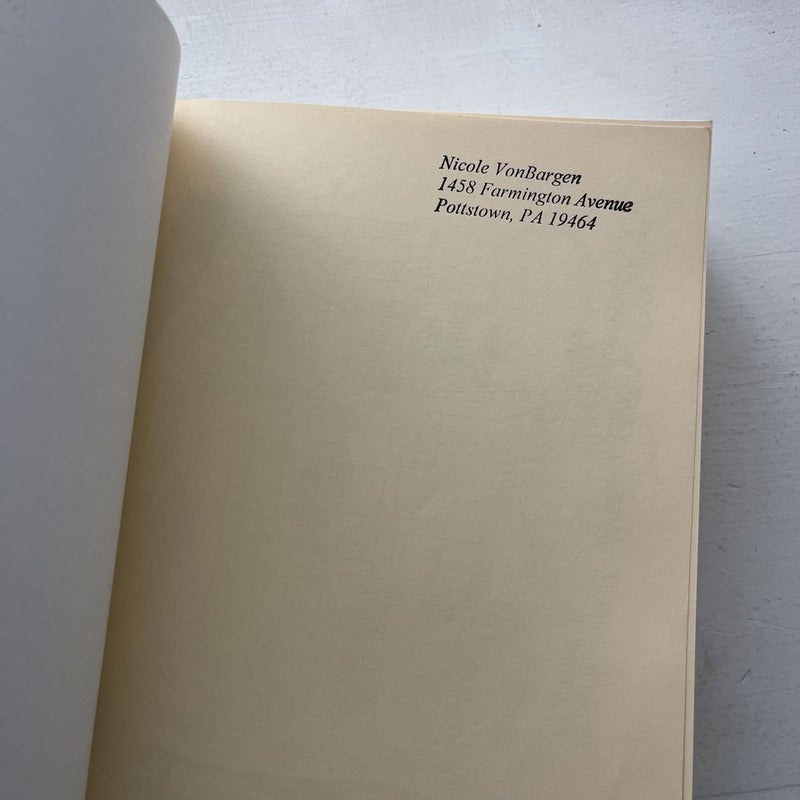 Nicole VonBargen
1458 Farmington Avenue
Pottstown, PA 19464